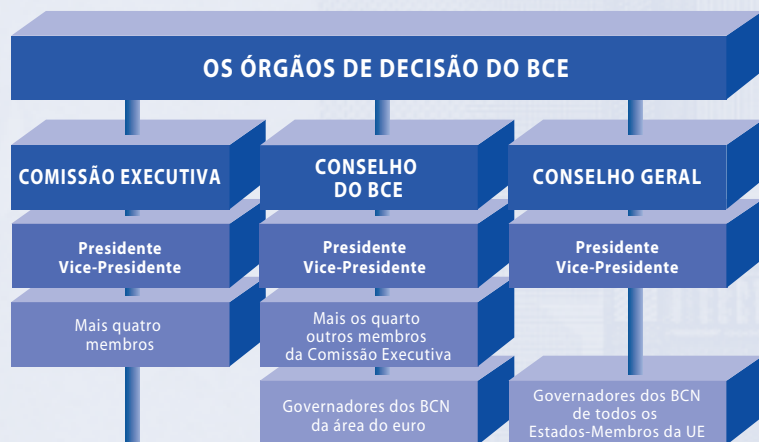 OS ÓRGÃOS DE DECISÃO DO BCE
COMISSÃO EXECUTIVA
Presidente
Vice-Presidente
Mais quatro
membros
CONSELHO
DO BCE
Presidente
Vice-Presidente
Mais os quarto
outros membros
da Comissão Executiva
Governadores dos BCN
da área do euro
CONSELHO GERAL
Presidente
Vice-Presidente
Governadores dos BCN
de todos os
Estados-Membros da UE